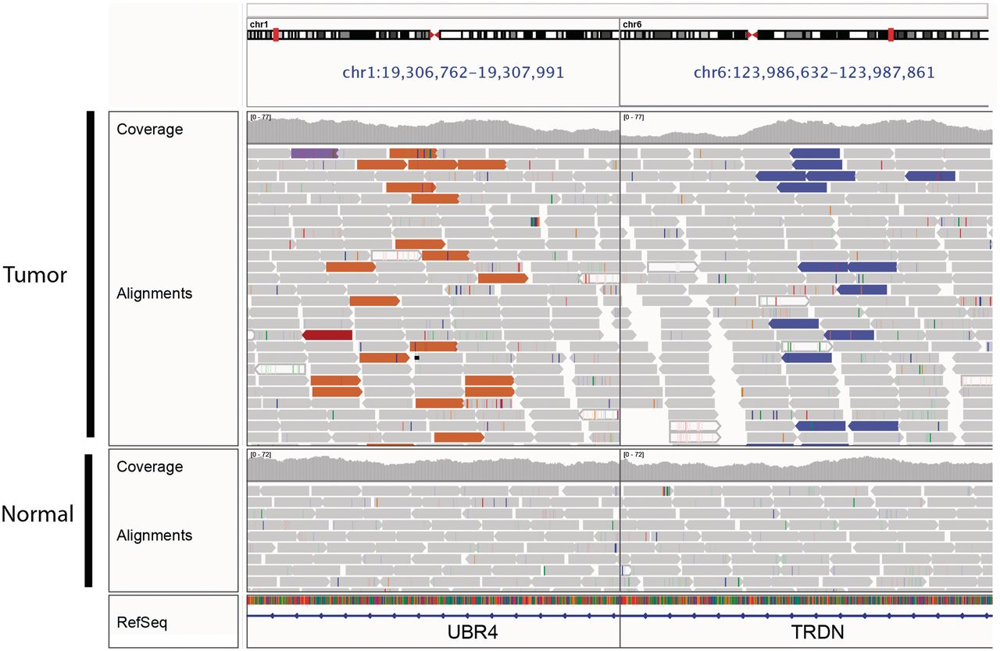 chr1
chr6
chr1:19,306,762–19,307,991
chr6:123,986,632–123,987,861
Tumor
Coverage
[0 - 77]
[0 - 77]
Alignments
Normal
Coverage
[0 - 72]
[0 - 72]
Alignments
RefSeq
UBR4
TRDN